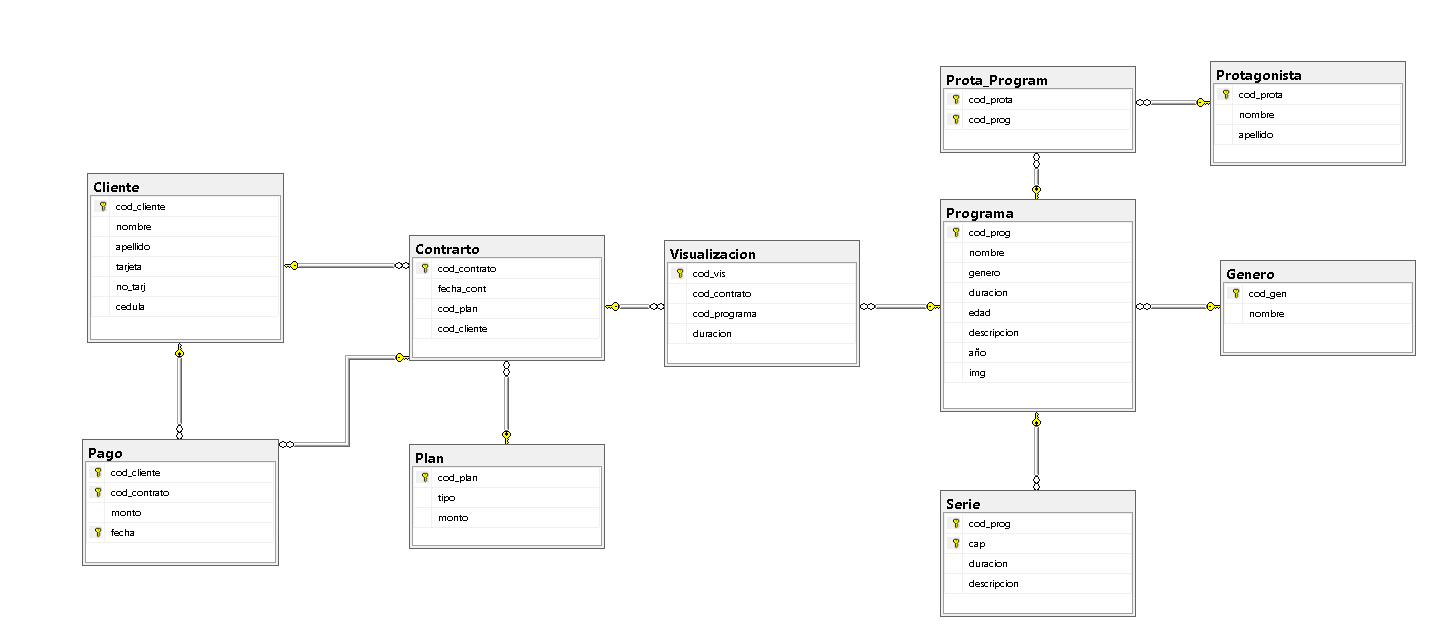 Prota_Program
cod_prota
cod_prog
Protagonista
cod_prota
nombre
apellido
Cliente
cod_cliente
nombre
apellido
tarjeta
no_tarj
cedula
Contrarto
cod_contrato
fecha_cont
cod_plan
cod_cliente
Visualizacion
cod_vis
cod_contrato
cod_programa
duracion
Programa
cod_prog
nombre
genero
duracion
edad
descripcion
año
img
Genero
cod_gen
nombre
Pago
cod_cliente
cod_contrato
monto
fecha
Plan
cod_plan
tipo
monto
Serie
cod_prog
cap
duracion
descripcion